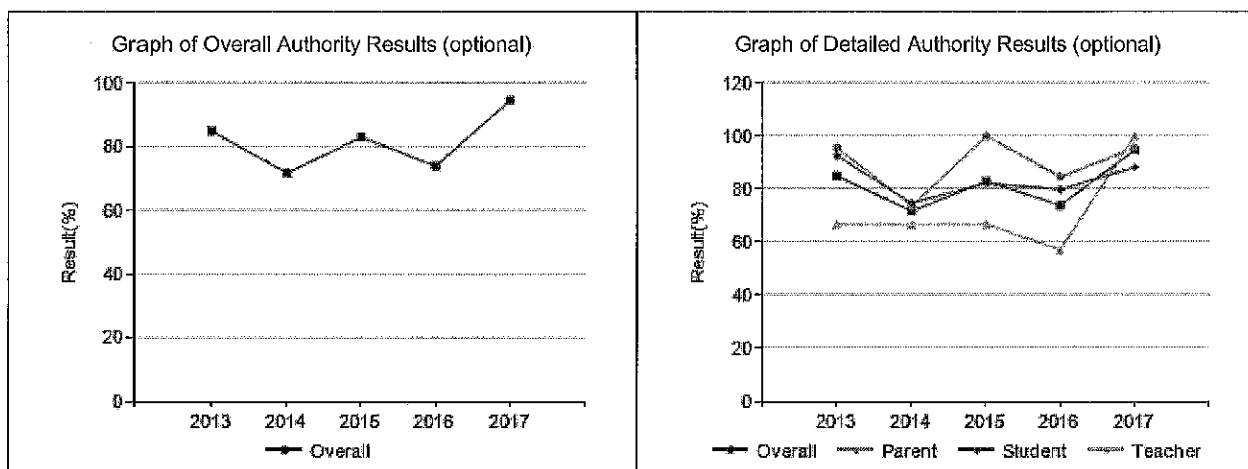 Graph of Overall Authority Results (optional)
Result(%)
100
80
60
40
20
0
2013 2014 2015 2016 2017
Overall
Graph of Detailed Authority Results (optional)
Result(%)
120
100
80
60
40
20
0
2013 2014 2015 2016 2017
Overall Parent Student Teacher